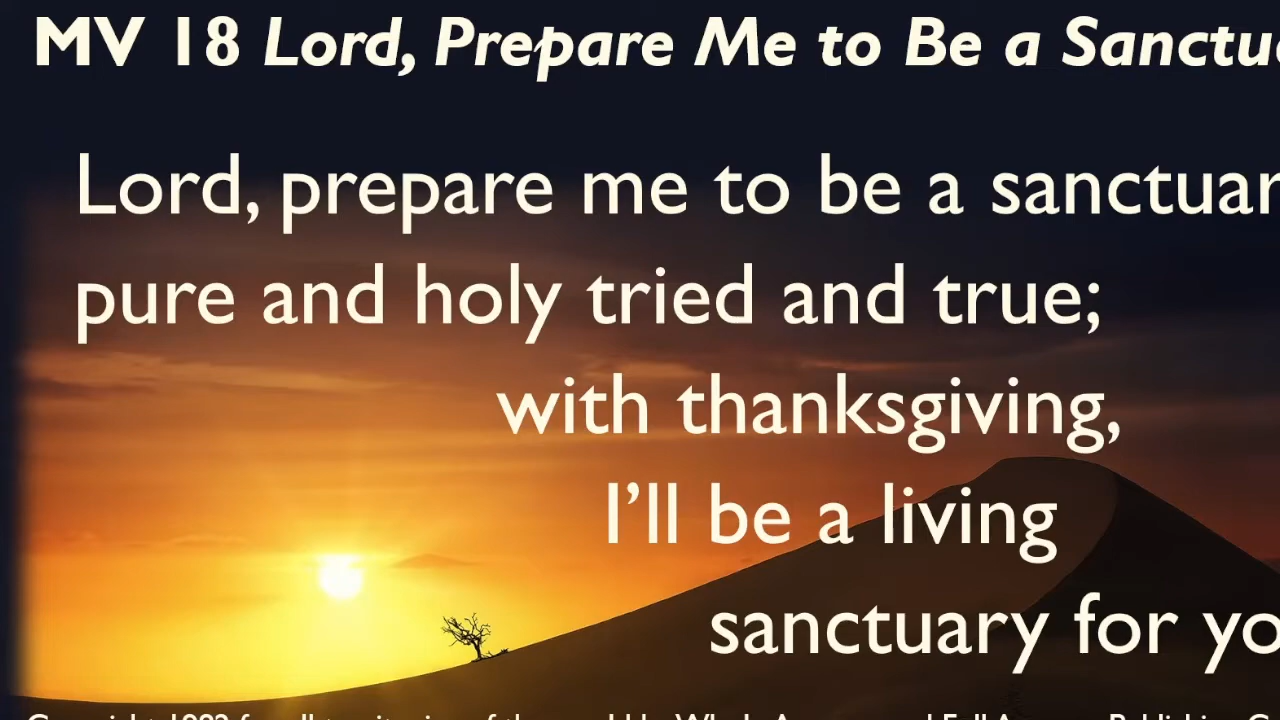 MV 18 Lord, Prepare Me to Be a Sanctu
Lord, prepare me to be a sanctuar
pure and holy tried and true;
with thanksgiving,
I’ll be a living
sanctuary for yo